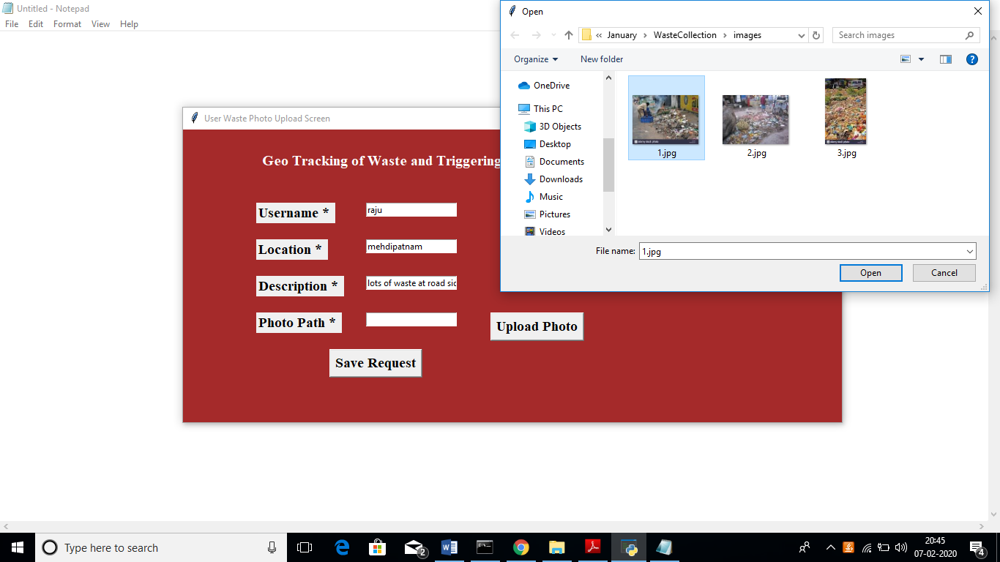 Untitled - Notepad
File Edit Format View Help
Open
« January > WasteCollection > images
Search images
Organize New folder
OneDrive
This PC
3D Objects
Desktop
Documents
Downloads
Music
Pictures
Videos
1.jpg 2.jpg 3.jpg
File name: 1.jpg
Open Cancel
User Waste Photo Upload Screen
Geo Tracking of Waste and Triggering
Username * raju
Location * mehdipatnam
Description * lots of waste at road sid
Photo Path * Upload Photo
Save Request
Type here to search
2
20:45
07-02-2020
4